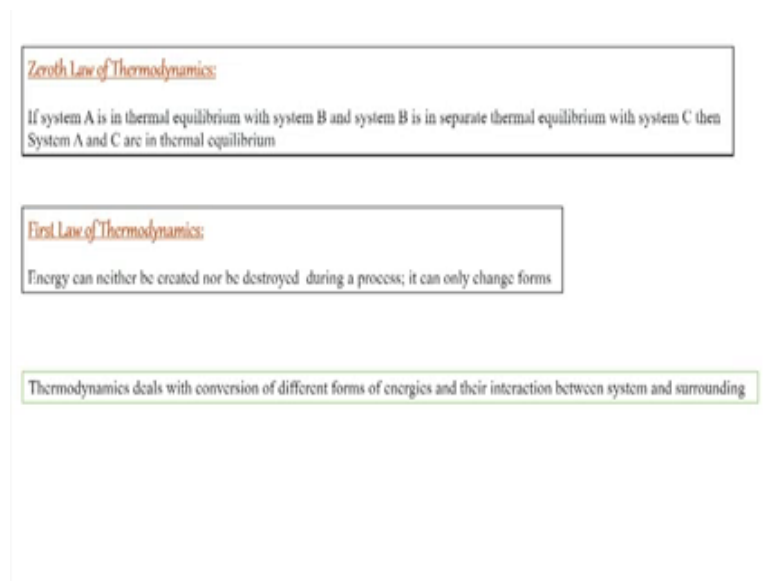 Zeroth Law of Thermodynamics:
If system A is in thermal equilibrium with system B and system B is in separate thermal equilibrium with system C then
System A and C are in thermal equilibrium
First Law of Thermodynamics:
Energy can neither be created nor be destroyed during a process; it can only change forms
Thermodynamics deals with conversion of different forms of energies and their interaction between system and surrounding